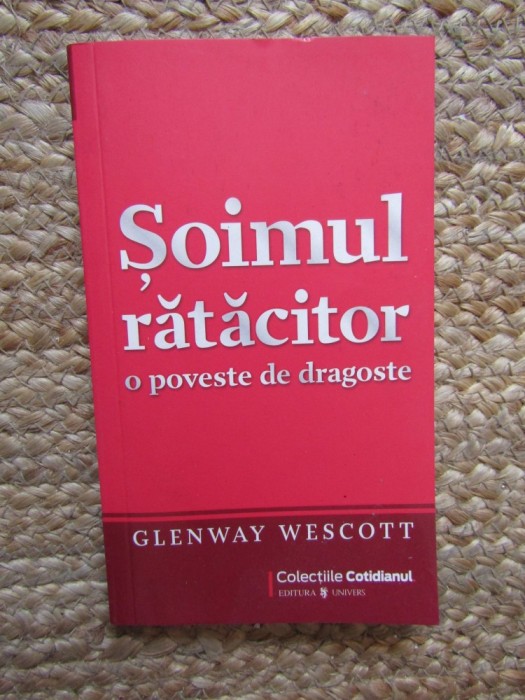 Șoimul
rătăcitor
o poveste de dragoste
GLENWAY WESCOTT
Colecțiile Cotidianul
EDITURA UNIVERS